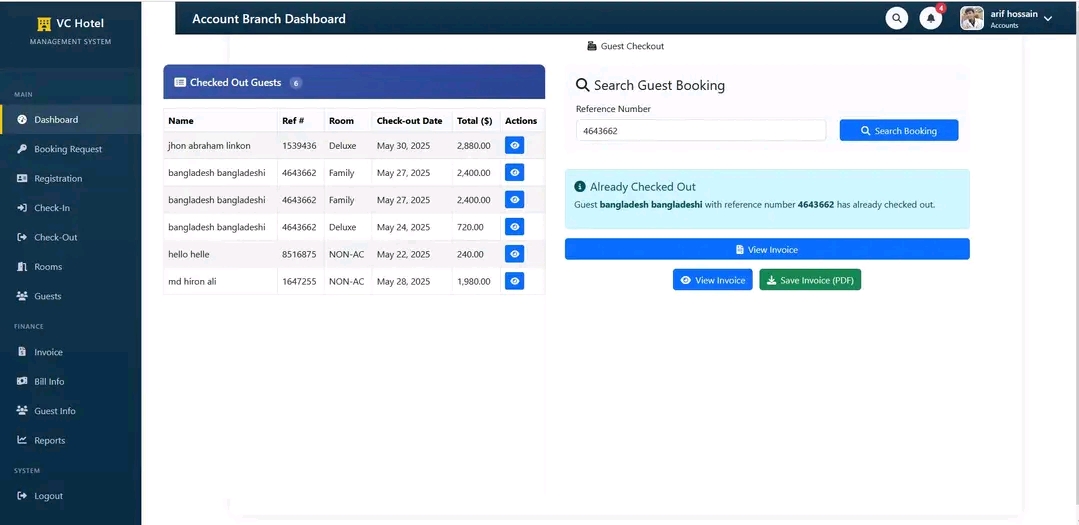 VC Hotel
MANAGEMENT SYSTEM
MAIN
Dashboard
Booking Request
Registration
Check-In
Check-Out
Rooms
Guests
FINANCE
Invoice
Bill Info
Guest Info
Reports
SYSTEM
Logout
Account Branch Dashboard
4
arif hossain
Accounts
Guest Checkout
Checked Out Guests 6
Name Ref # Room Check-out Date Total ($) Actions
jhon abraham linkon 1539436 Deluxe May 30, 2025 2,880.00
bangladesh bangladeshi 4643662 Family May 27, 2025 2,400.00
bangladesh bangladeshi 4643662 Family May 27, 2025 2,400.00
bangladesh bangladeshi 4643662 Deluxe May 24, 2025 720.00
hello helle 8516875 NON-AC May 22, 2025 240.00
md hiron ali 1647255 NON-AC May 28, 2025 1,980.00
Search Guest Booking
Reference Number
4643662 Search Booking
Already Checked Out
Guest bangladesh bangladeshi with reference number 4643662 has already checked out.
View Invoice
View Invoice Save Invoice (PDF)